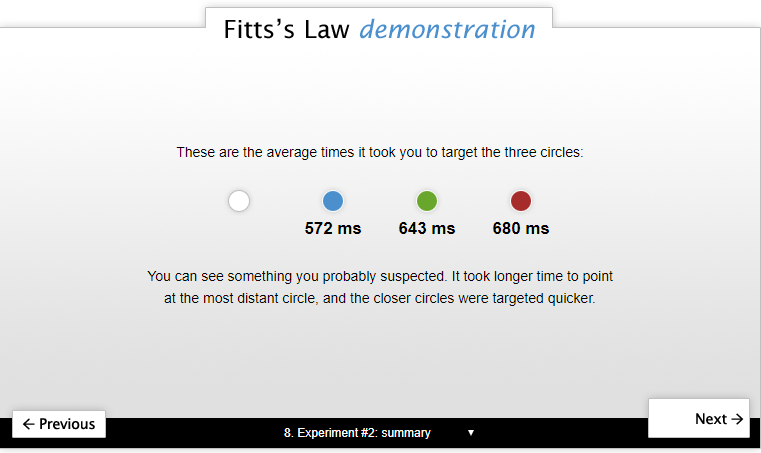 Fitts's Law demonstration
These are the average times it took you to target the three circles:
572 ms 643 ms 680 ms
You can see something you probably suspected. It took longer time to point
at the most distant circle, and the closer circles were targeted quicker.
← Previous
8. Experiment #2: summary ▼
Next →